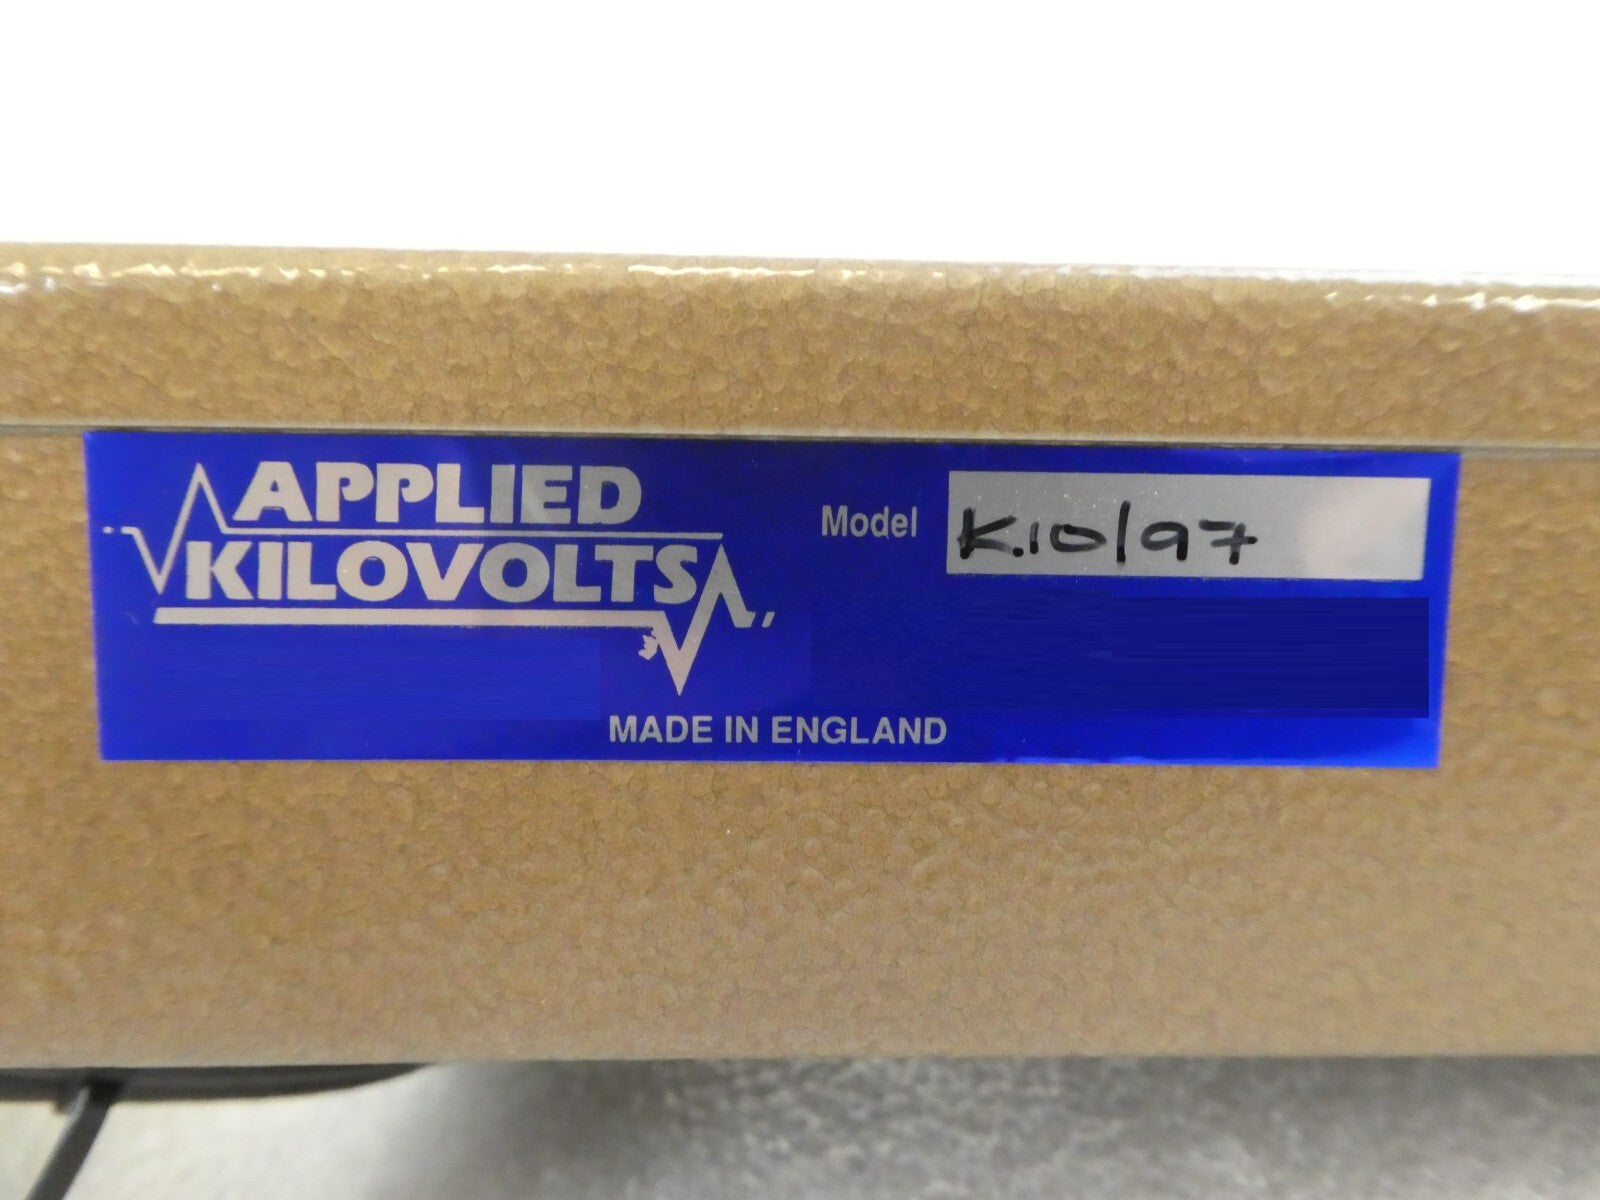 APPLIED
KILOVOLTS
Model K.10/97
MADE IN ENGLAND